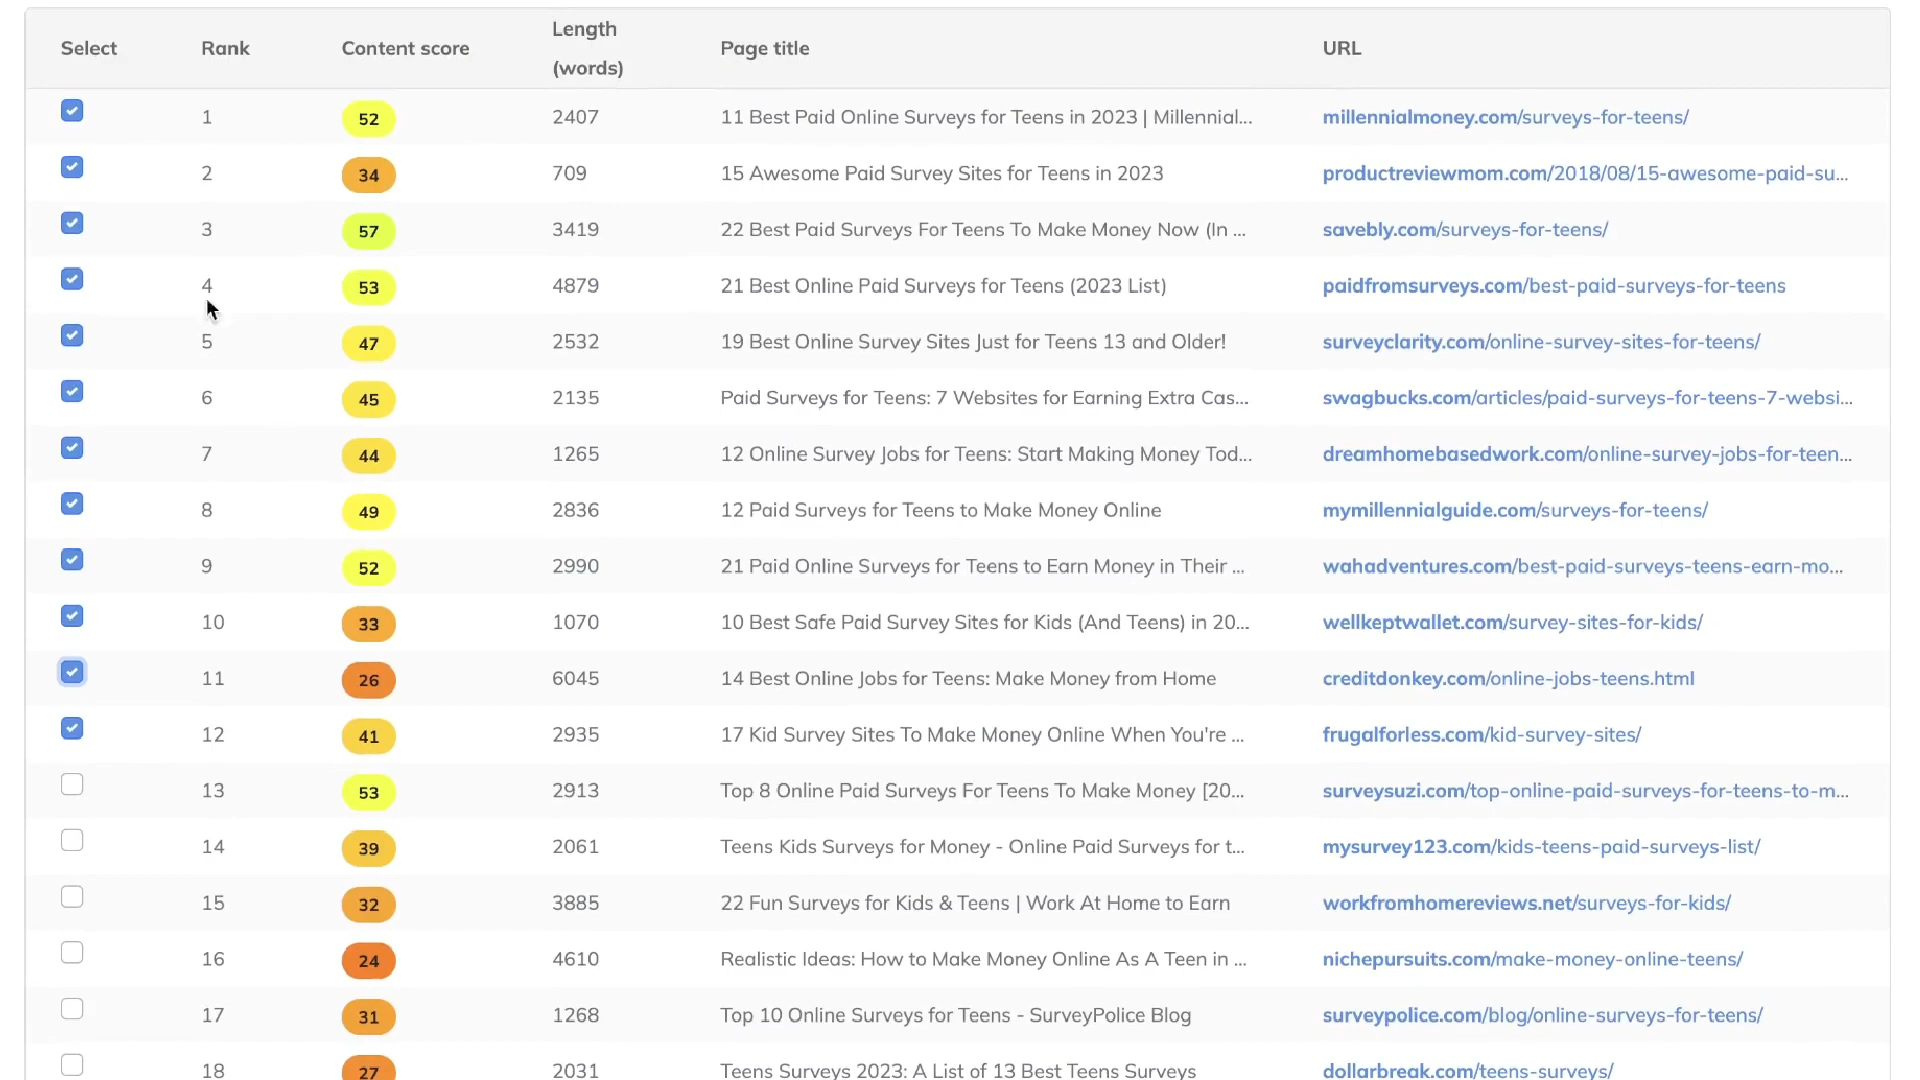 Select Rank Content score Length (words) Page title URL
1 52 2407 11 Best Paid Online Surveys for Teens in 2023 | Millennial... millennialmoney.com/surveys-for-teens/
2 34 709 15 Awesome Paid Survey Sites for Teens in 2023 productreviewmom.com/2018/08/15-awesome-paid-su...
3 57 3419 22 Best Paid Surveys For Teens To Make Money Now (In ... savebly.com/surveys-for-teens/
4 53 4879 21 Best Online Paid Surveys for Teens (2023 List) paidfromsurveys.com/best-paid-surveys-for-teens
5 47 2532 19 Best Online Survey Sites Just for Teens 13 and Older! surveyclarity.com/online-survey-sites-for-teens/
6 45 2135 Paid Surveys for Teens: 7 Websites for Earning Extra Cas... swagbucks.com/articles/paid-surveys-for-teens-7-websi...
7 44 1265 12 Online Survey Jobs for Teens: Start Making Money Tod... dreamhomebasedwork.com/online-survey-jobs-for-teen...
8 49 2836 12 Paid Surveys for Teens to Make Money Online mymillennialguide.com/surveys-for-teens/
9 52 2990 21 Paid Online Surveys for Teens to Earn Money in Their ... wahadventures.com/best-paid-surveys-teens-earn-mo...
10 33 1070 10 Best Safe Paid Survey Sites for Kids (And Teens) in 20... wellkeptwallet.com/survey-sites-for-kids/
11 26 6045 14 Best Online Jobs for Teens: Make Money from Home creditdonkey.com/online-jobs-teens.html
12 41 2935 17 Kid Survey Sites To Make Money Online When You're ... frugalforless.com/kid-survey-sites/
13 53 2913 Top 8 Online Paid Surveys For Teens To Make Money [20... surveysuzi.com/top-online-paid-surveys-for-teens-to-m...
14 39 2061 Teens Kids Surveys for Money - Online Paid Surveys for t... mysurvey123.com/kids-teens-paid-surveys-list/
15 32 3885 22 Fun Surveys for Kids & Teens | Work At Home to Earn workfromhomereviews.net/surveys-for-kids/
16 24 4610 Realistic Ideas: How to Make Money Online As A Teen in ... nichepursuits.com/make-money-online-teens/
17 31 1268 Top 10 Online Surveys for Teens - SurveyPolice Blog surveypolice.com/blog/online-surveys-for-teens/
18 27 2031 Teens Surveys 2023: A List of 13 Best Teens Surveys dollarbreak.com/teens-surveys/